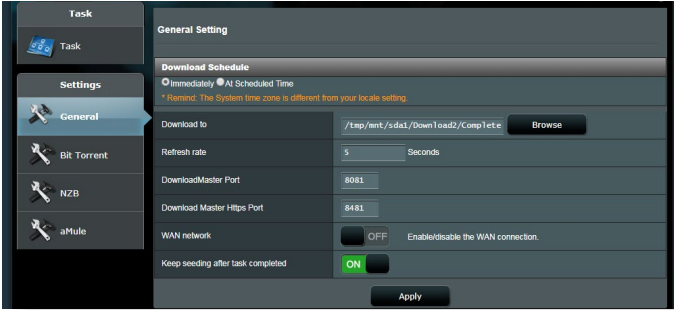 Task
Task
Settings
General
Bit Torrent
NZB
aMule
General Setting
Download Schedule
Immediately At Scheduled Time
* Remind: The System time zone is different from your locale setting.
Download to /tmp/mnt/sda1/Download2/Complete Browse
Refresh rate 5 Seconds
DownloadMaster Port 8081
Download Master Https Port 8481
WAN network OFF Enable/disable the WAN connection.
Keep seeding after task completed ON
Apply